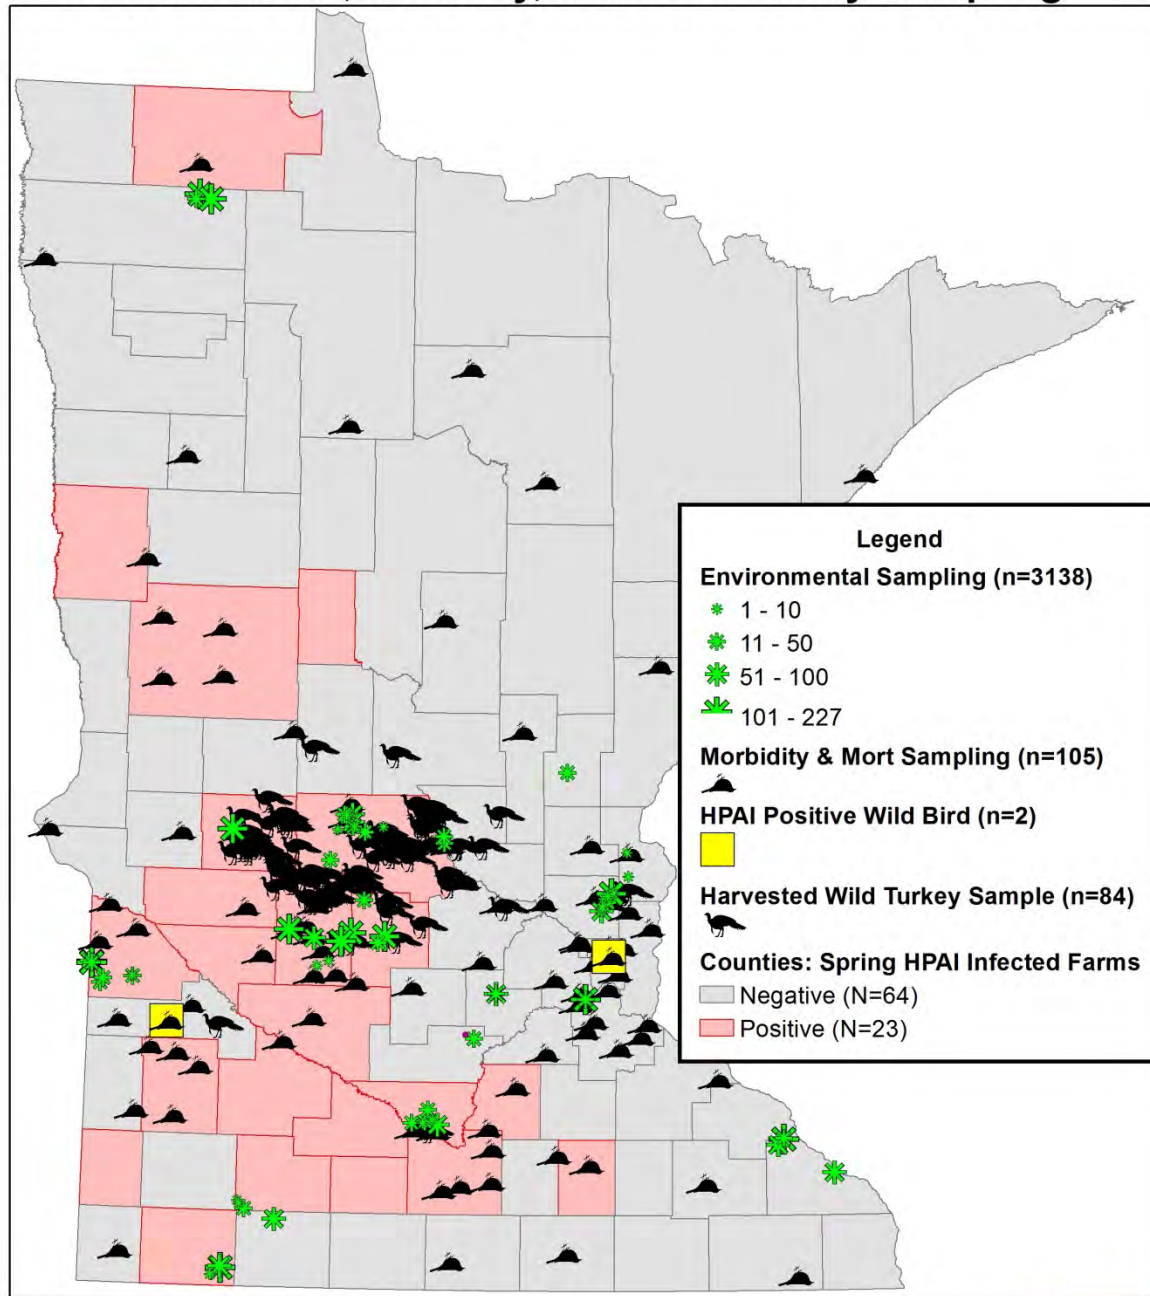 Legend
Environmental Sampling (n=3138)
1 - 10
11 - 50
51 - 100
101 - 227
Morbidity & Mort Sampling (n=105)
HPAI Positive Wild Bird (n=2)
Harvested Wild Turkey Sample (n=84)
Counties: Spring HPAI Infected Farms
Negative (N=64)
Positive (N=23)